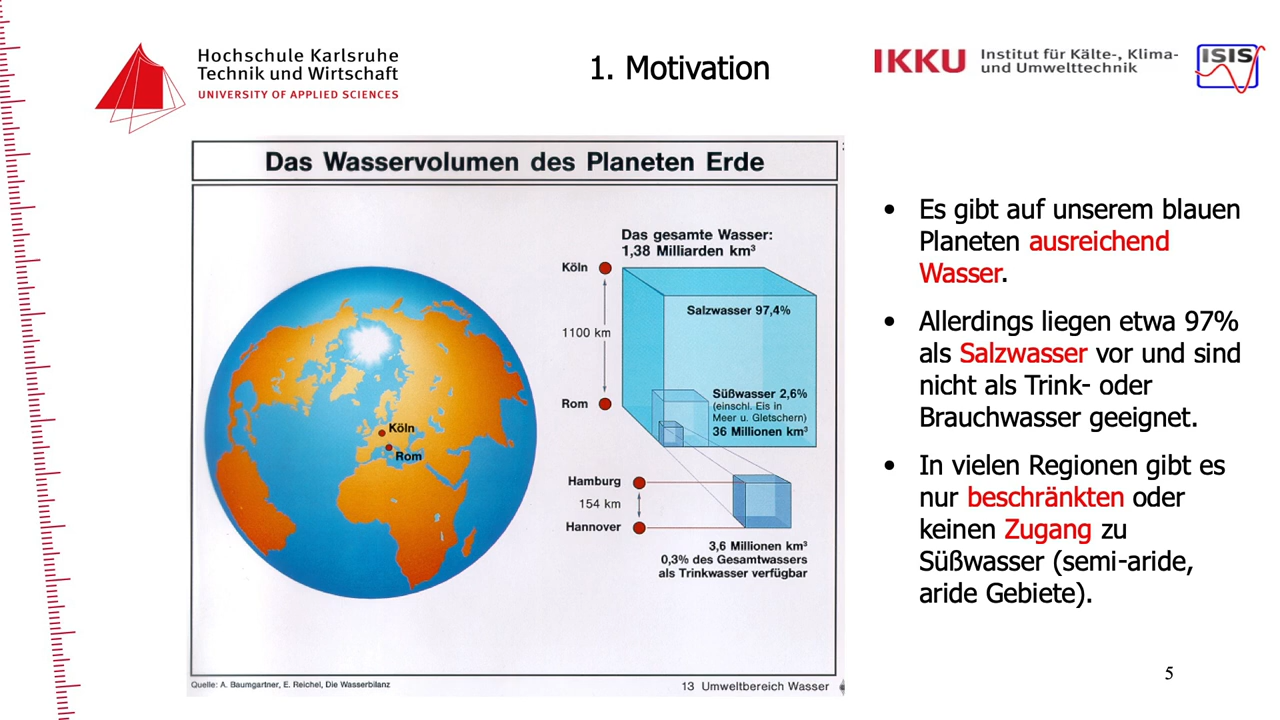 Hochschule Karlsruhe
Technik und Wirtschaft
UNIVERSITY OF APPLIED SCIENCES
1. Motivation
IKKU
Institut für Kälte-, Klima-
und Umwelttechnik
ISIS
Das Wasservolumen des Planeten Erde
Das gesamte Wasser:
1,38 Milliarden km³
Köln
Salzwasser 97,4%
1100 km
Süßwasser 2,6%
(einschl. Eis in
Meer u. Gletschern)
36 Millionen km³
Rom
Köln
Rom
Hamburg
154 km
Hannover
3,6 Millionen km³
0,3% des Gesamtwassers
als Trinkwasser verfügbar
Quelle: A. Baumgartner, E. Reichel, Die Wasserbilanz
13 Umweltbereich Wasser
• Es gibt auf unserem blauen
Planeten ausreichend
Wasser.
• Allerdings liegen etwa 97%
als Salzwasser vor und sind
nicht als Trink- oder
Brauchwasser geeignet.
• In vielen Regionen gibt es
nur beschränkten oder
keinen Zugang zu
Süßwasser (semi-aride,
aride Gebiete).
5